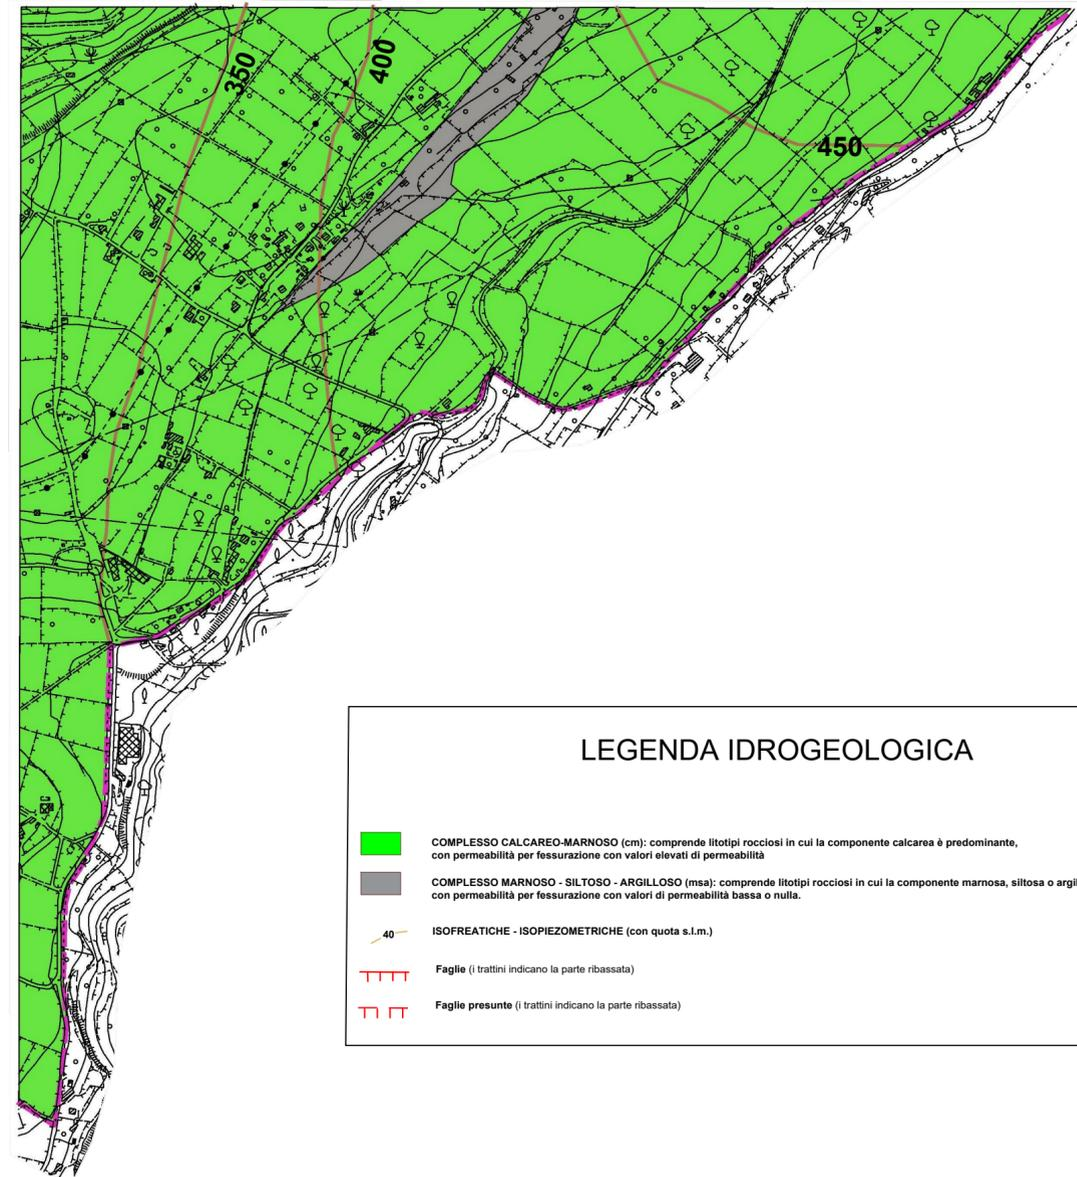 350
400
450
LEGENDA IDROGEOLOGICA
COMPLESSO CALCAREO-MARNOSO (cm): comprende litotipi rocciosi in cui la componente calcarea è predominante,
con permeabilità per fessurazione con valori elevati di permeabilità
COMPLESSO MARNOSO - SILTOSO - ARGILLOSO (msa): comprende litotipi rocciosi in cui la componente marnosa, siltosa o
con permeabilità per fessurazione con valori di permeabilità bassa o nulla.
40
ISOFREATICHE - ISOPIEZOMETRICHE (con quota s.l.m.)
Faglie (i trattini indicano la parte ribassata)
Faglie presunte (i trattini indicano la parte ribassata)